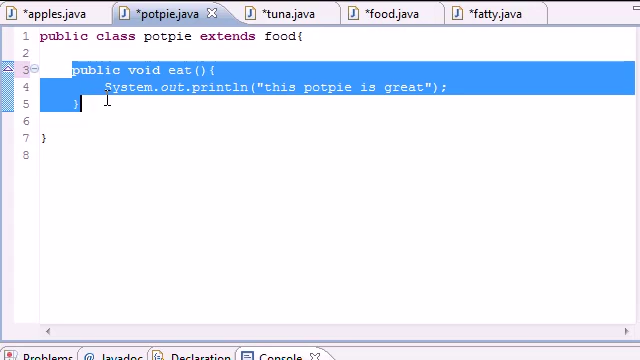 *apples.java *potpie.java *tuna.java *food.java *fatty.java
1 public class potpie extends food{
2
3 public void eat(){
4 System.out.println("this potpie is great");
5 }
6
7 }
8
Problems @ Javadoc Declaration Console